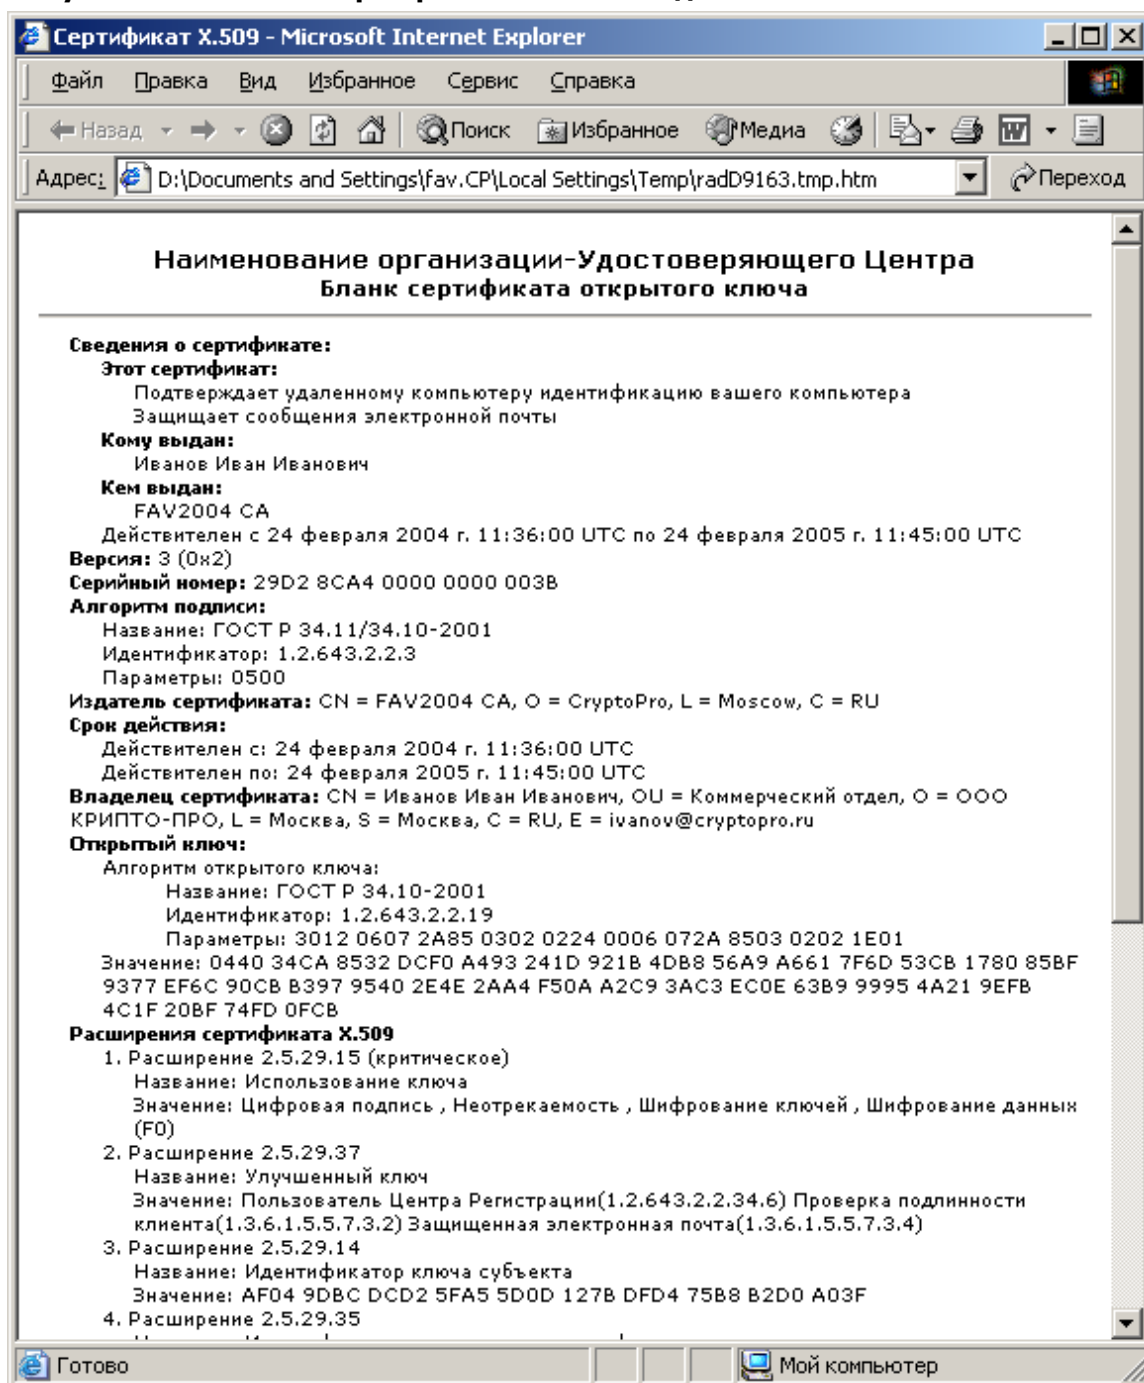 Сертификат X.509 - Microsoft Internet Explorer
Файл Правка Вид Избранное Сервис Справка
Назад Поиск Избранное Медиа
Адрес: D:\Documents and Settings\fav.CP\Local Settings\Temp\radD9163.tmp.htm Переход
Наименование организации-Удостоверяющего Центра
Бланк сертификата открытого ключа
Сведения о сертификате:
Этот сертификат:
Подтверждает удаленному компьютеру идентификацию вашего компьютера
Защищает сообщения электронной почты
Кому выдан:
Иванов Иван Иванович
Кем выдан:
FAV2004 CA
Действителен с 24 февраля 2004 г. 11:36:00 UTC по 24 февраля 2005 г. 11:45:00 UTC
Версия: 3 (0x2)
Серийный номер: 29D2 8CA4 0000 0000 003B
Алгоритм подписи:
Название: ГОСТ Р 34.11/34.10-2001
Идентификатор: 1.2.643.2.2.3
Параметры: 0500
Издатель сертификата: CN = FAV2004 CA, O = CryptoPro, L = Moscow, C = RU
Срок действия:
Действителен с: 24 февраля 2004 г. 11:36:00 UTC
Действителен по: 24 февраля 2005 г. 11:45:00 UTC
Владелец сертификата: CN = Иванов Иван Иванович, OU = Коммерческий отдел, O = ООО
КРИПТО-ПРО, L = Москва, S = Москва, C = RU, E = ivanov@cryptopro.ru
Открытый ключ:
Алгоритм открытого ключа:
Название: ГОСТ Р 34.10-2001
Идентификатор: 1.2.643.2.2.19
Параметры: 3012 0607 2A85 0302 0224 0006 072A 8503 0202 1E01
Значение: 0440 34CA 8532 DCF0 A493 241D 921B 4DB8 56A9 A661 7F6D 53CB 1780 85BF
9377 EF6C 90CB B397 9540 2E4E 2AA4 F50A A2C9 3AC3 EC0E 63B9 9995 4A21 9EFB
4C1F 20BF 74FD 0FCB
Расширения сертификата X.509
1. Расширение 2.5.29.15 (критическое)
Название: Использование ключа
Значение: Цифровая подпись , Неотрекаемость , Шифрование ключей , Шифрование данных
(F0)
2. Расширение 2.5.29.37
Название: Улучшенный ключ
Значение: Пользователь Центра Регистрации(1.2.643.2.2.34.6) Проверка подлинности
клиента(1.3.6.1.5.5.7.3.2) Защищенная электронная почта(1.3.6.1.5.5.7.3.4)
3. Расширение 2.5.29.14
Название: Идентификатор ключа субъекта
Значение: AF04 9DBC DCD2 5FA5 5D0D 127B DFD4 75B8 B2D0 A03F
4. Расширение 2.5.29.35
Готово Мой компьютер